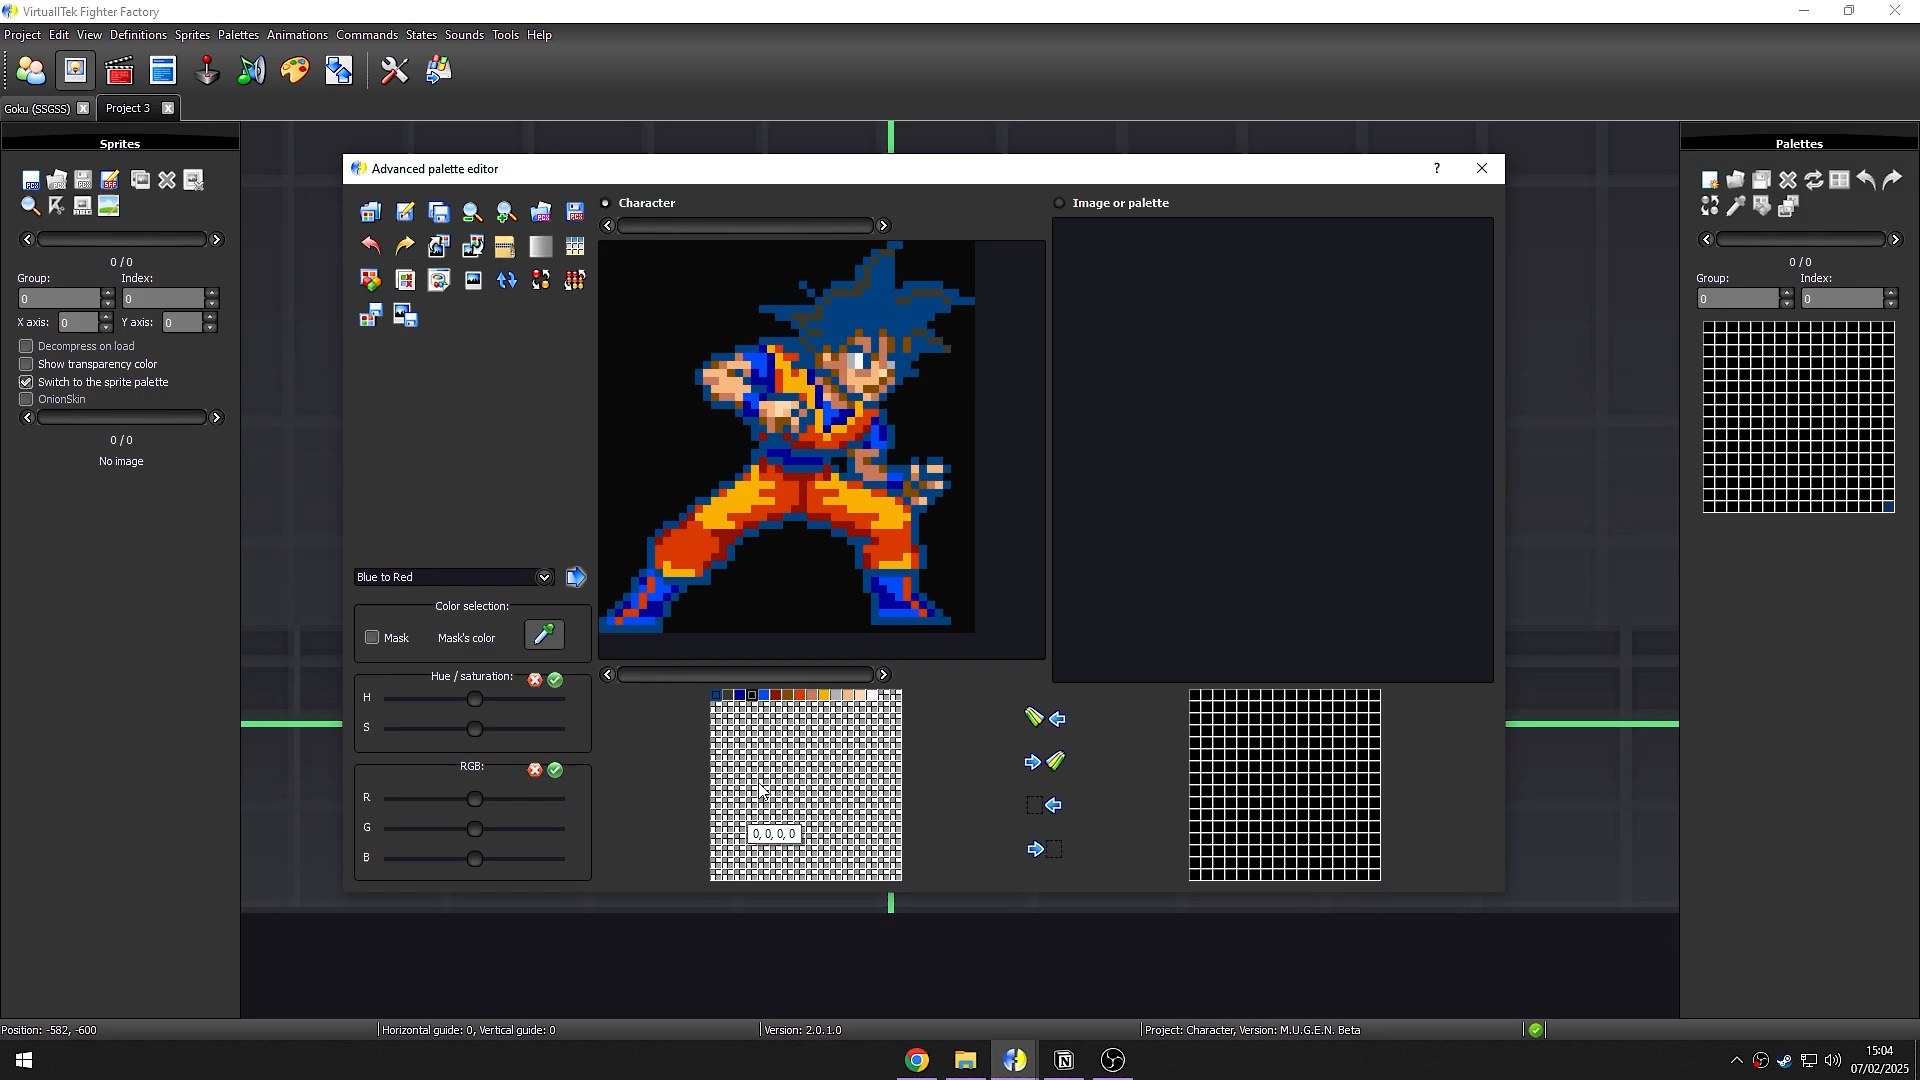 VirtuallTek Fighter Factory
Project Edit View Definitions Sprites Palettes Animations Commands States Sounds Tools Help
Goku (SSGSS) Project 3
Sprites
0 / 0
Group: Index:
0 0
X axis: 0 Y axis: 0
Decompress on load
Show transparency color
Switch to the sprite palette
OnionSkin
0 / 0
No image
Advanced palette editor
?
Character
Image or palette
Blue to Red
Color selection:
Mask Mask's color
Hue / saturation:
H
S
RGB:
R
G
B
0, 0, 0, 0
Palettes
0 / 0
Group: Index:
0 0
Position: -582, -600
Horizontal guide: 0, Vertical guide: 0
Version: 2.0.1.0
Project: Character, Version: M.U.G.E.N. Beta
15:04
07/02/2025